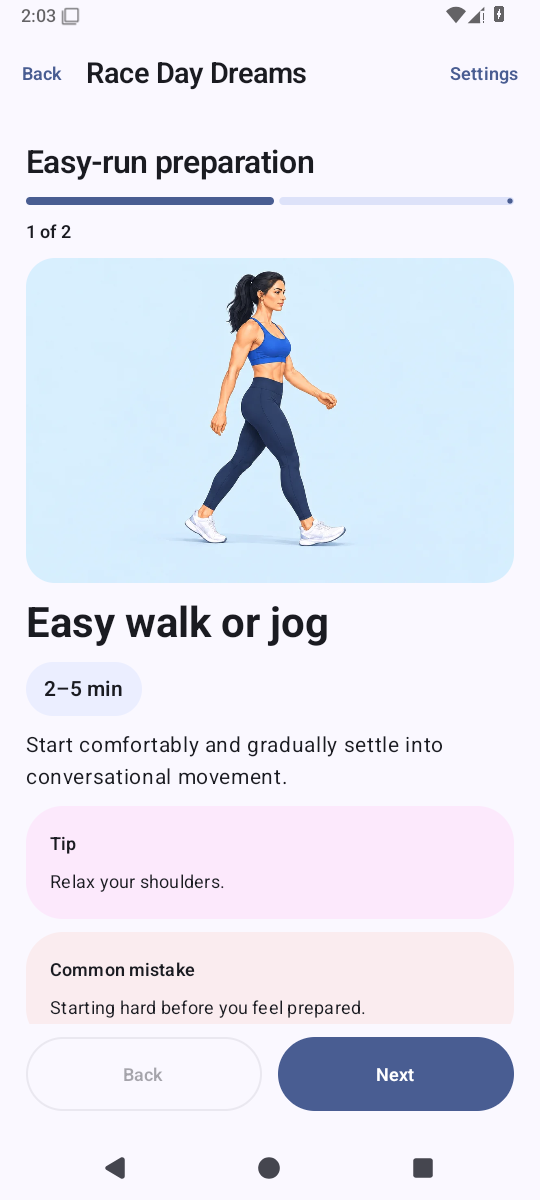 2:03
Back
Race Day Dreams
Settings
Easy-run preparation
1 of 2
Easy walk or jog
2–5 min
Start comfortably and gradually settle into
conversational movement.
Tip
Relax your shoulders.
Common mistake
Starting hard before you feel prepared.
Back
Next